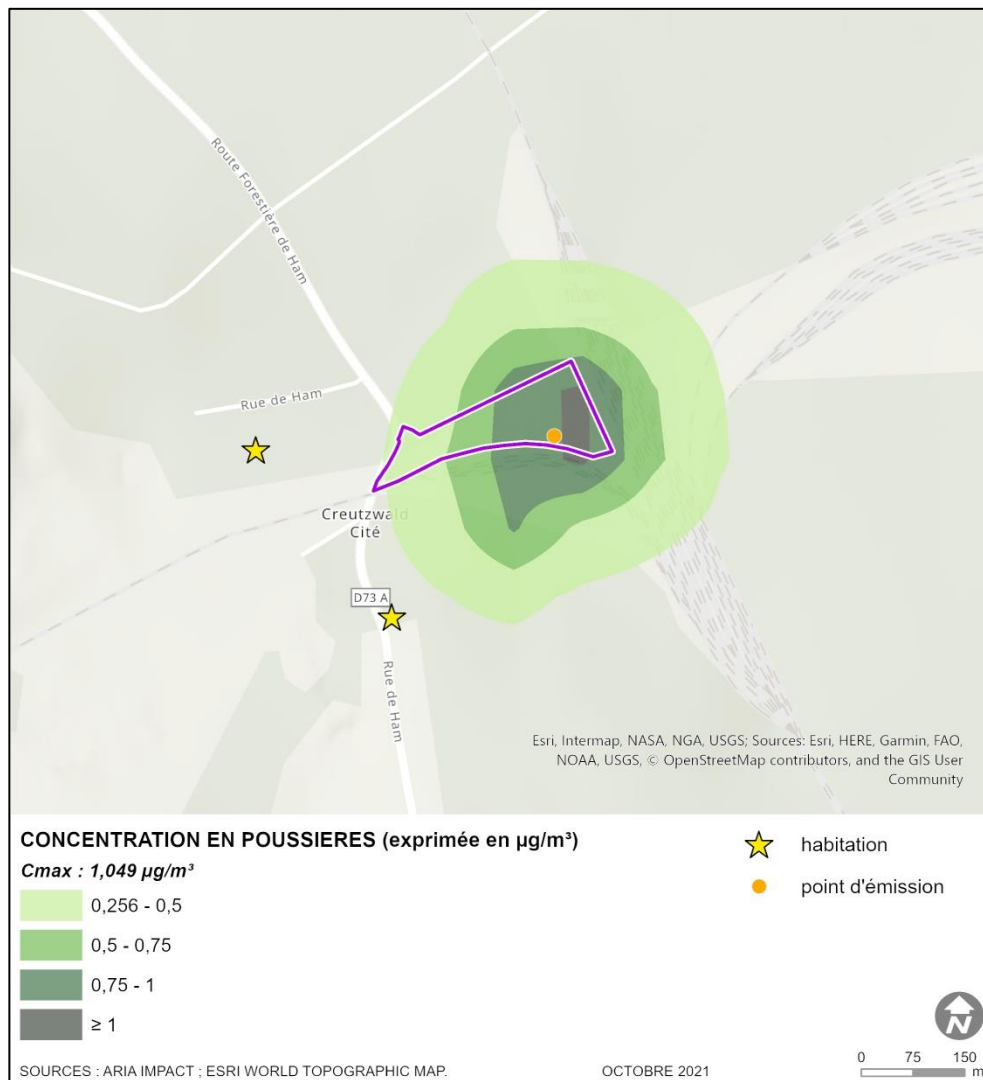 Route Forestière de Ham
Rue de Ham
Creutzwald
Cité
D73 A
Rue de Ham
Esri, Intermap, NASA, NGA, USGS; Sources: Esri, HERE, Garmin, FAO,
NOAA, USGS, © OpenStreetMap contributors, and the GIS User
Community
CONCENTRATION EN POUSSIERES (exprimée en µg/m³)
Cmax : 1,049 µg/m³
0,256 - 0,5
0,5 - 0,75
0,75 - 1
≥ 1
habitation
point d'émission
N
0 75 150
m
SOURCES : ARIA IMPACT ; ESRI WORLD TOPOGRAPHIC MAP.
OCTOBRE 2021